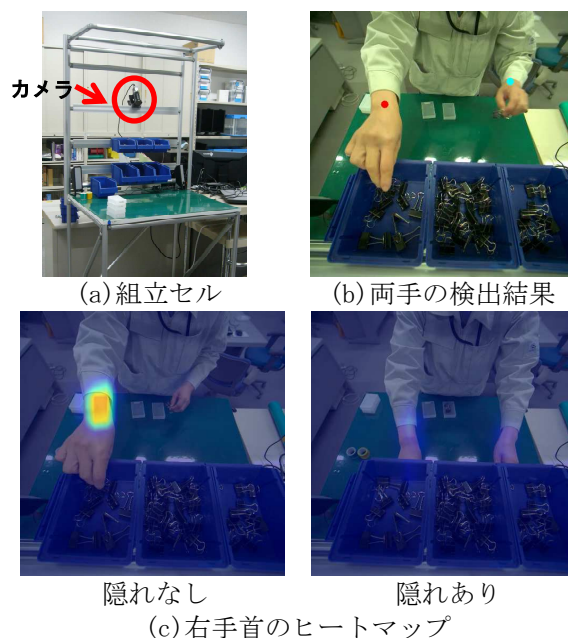 カメラ
(a)組立セル
(b)両手の検出結果
隠れなし
隠れあり
(c)右手首のヒートマップ